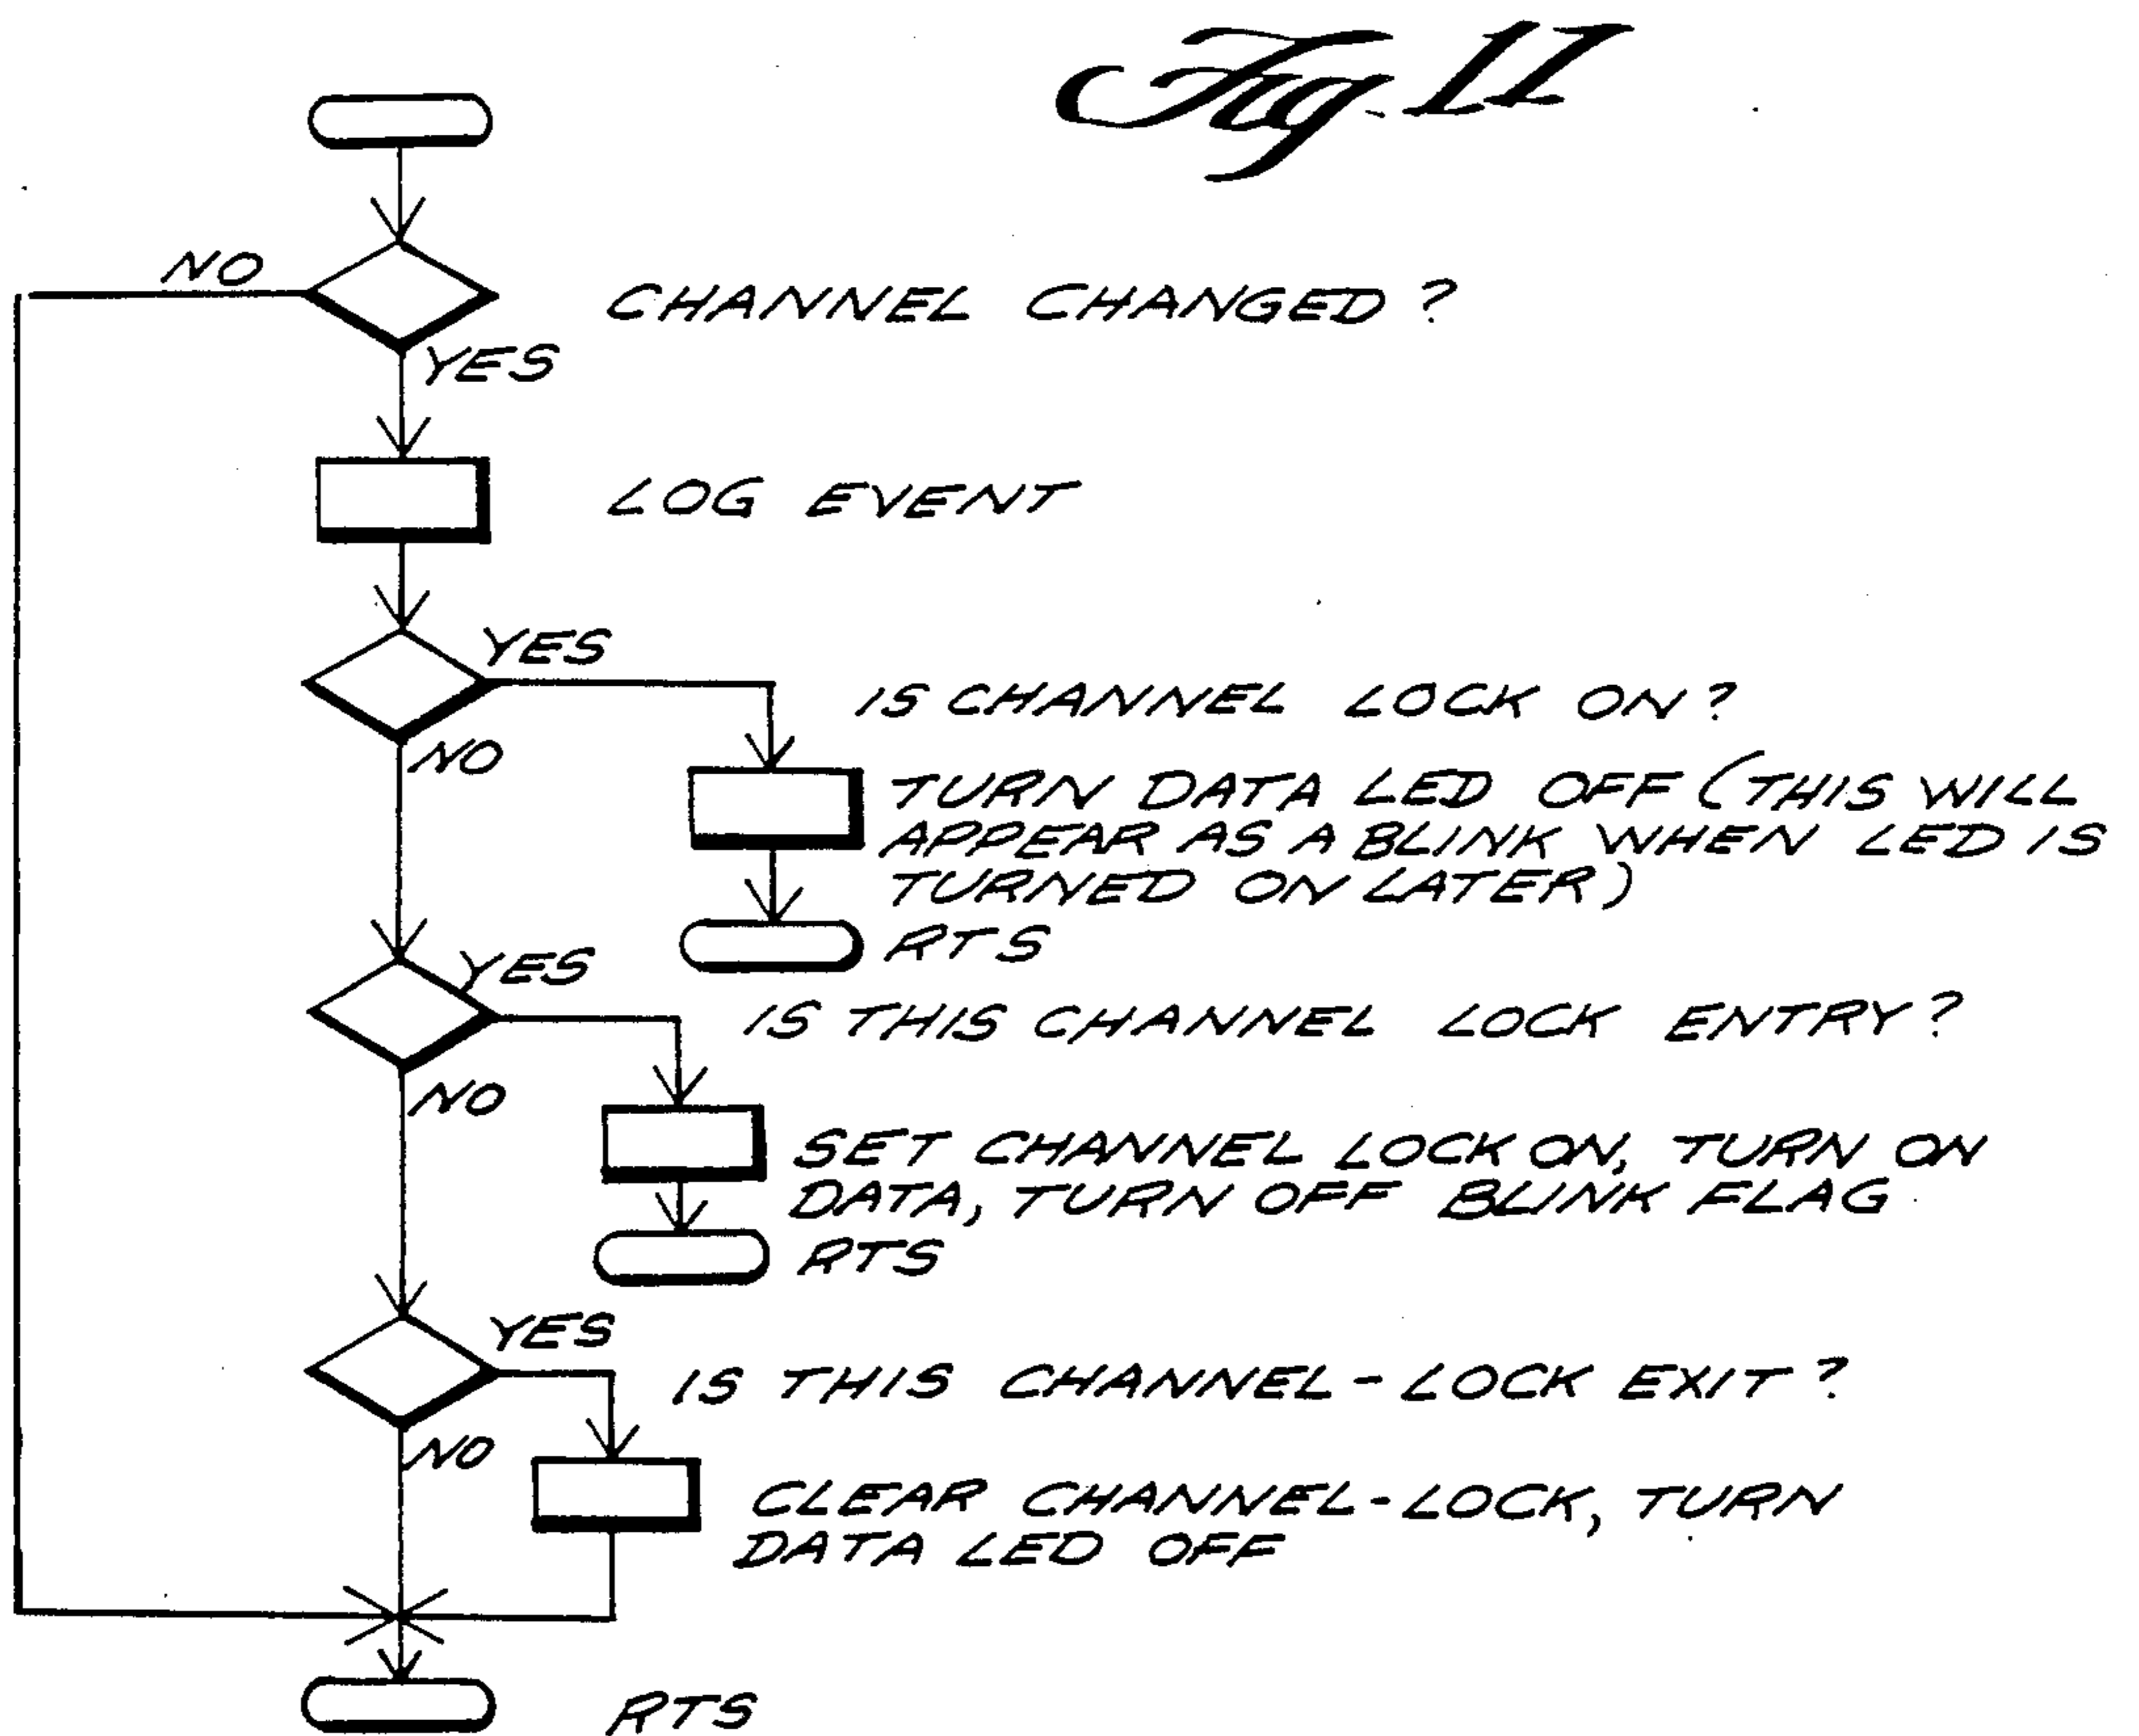 Fig. 11
NO
CHANNEL CHANGED?
YES
LOG EVENT
YES
IS CHANNEL LOCK ON?
NO
TURN DATA LED OFF (THIS WILL
APPEAR AS A BLINK WHEN LED IS
TURNED ON LATER)
RTS
YES
IS THIS CHANNEL LOCK ENTRY?
NO
SET CHANNEL LOCK ON, TURN ON
DATA, TURN OFF BLINK FLAG
RTS
YES
IS THIS CHANNEL-LOCK EXIT?
NO
CLEAR CHANNEL-LOCK, TURN
DATA LED OFF
RTS